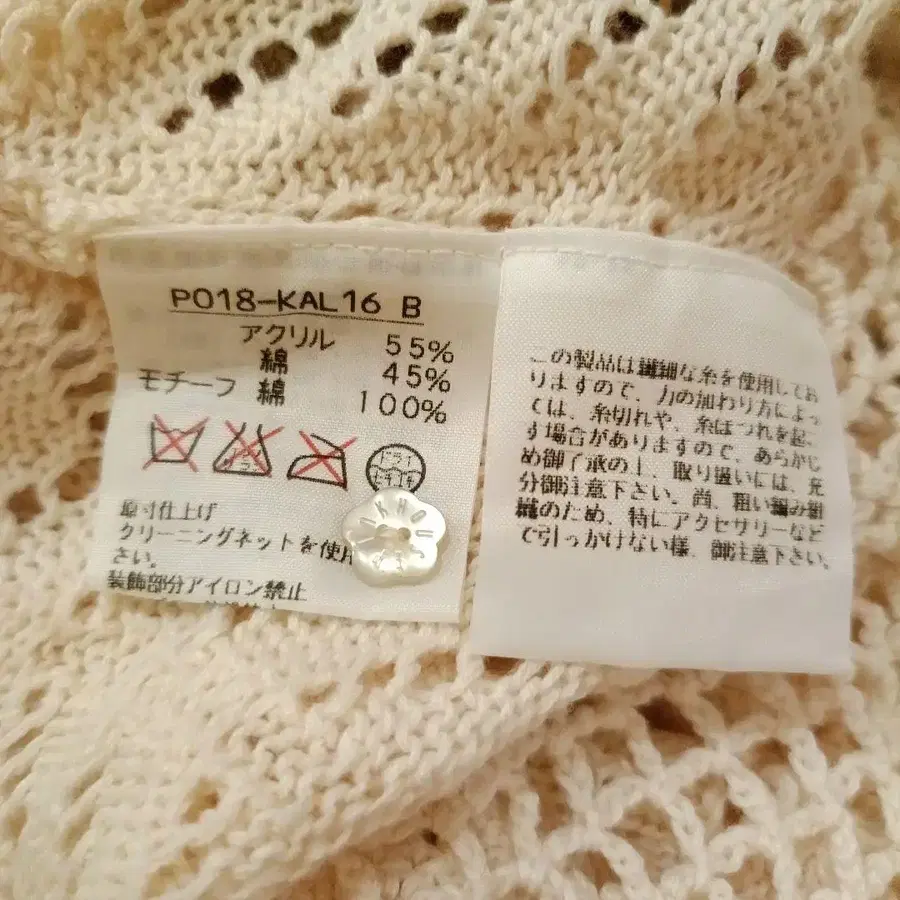 PO18-KAL16 B
アクリル 55%
綿 45%
モチーフ 綿 100%
ドライ
セキユキ
原寸仕上げ
クリーニングネットを使用
さい。
装飾部分アイロン禁止
この製品は繊細な糸を使用してお
りますので、力の加わり方によっ
ては、糸切れや、糸ほつれを起こ
す場合がありますので、あらかじ
め御了承の上、取り扱いには、充
分御注意下さい。尚、粗い編み組
織のため、特にアクセサリーなど
で引っかけない様、御注意下さい。